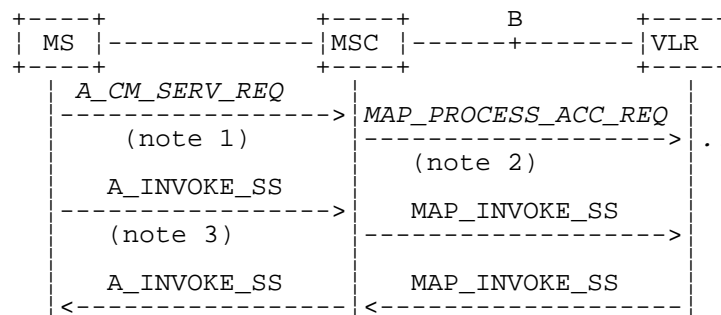 B
MS MSC VLR
A_CM_SERV_REQ
MAP_PROCESS_ACC_REQ
(note 1) .
(note 2)
A_INVOKE_SS
MAP_INVOKE_SS
(note 3)
A_INVOKE_SS MAP_INVOKE_SS